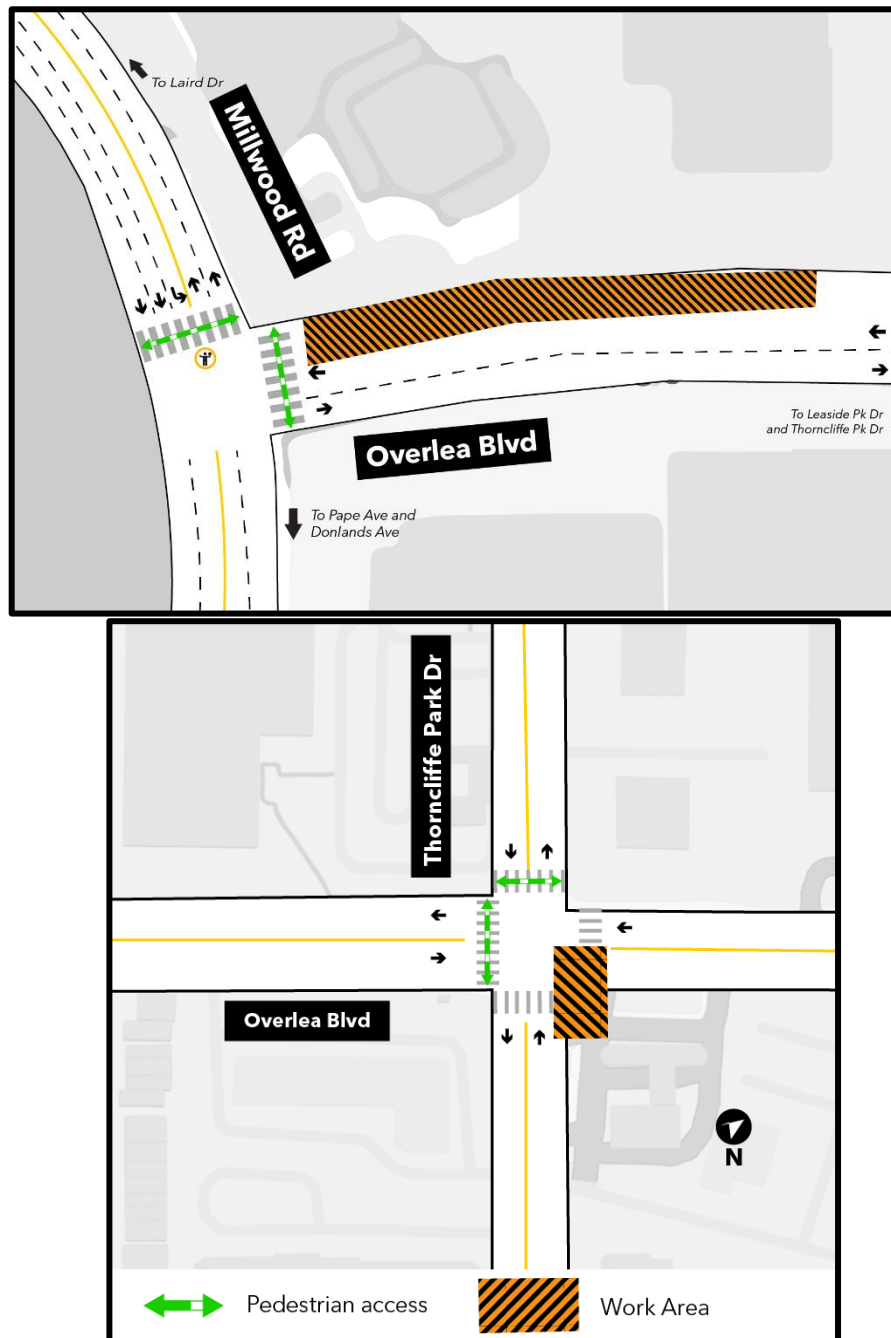 To Laird Dr
Millwood Rd
To Leaside Pk Dr
and Thorncliffe Pk Dr
Overlea Blvd
To Pape Ave and
Donlands Ave
Thorncliffe Park Dr
Overlea Blvd
N
Pedestrian access
Work Area